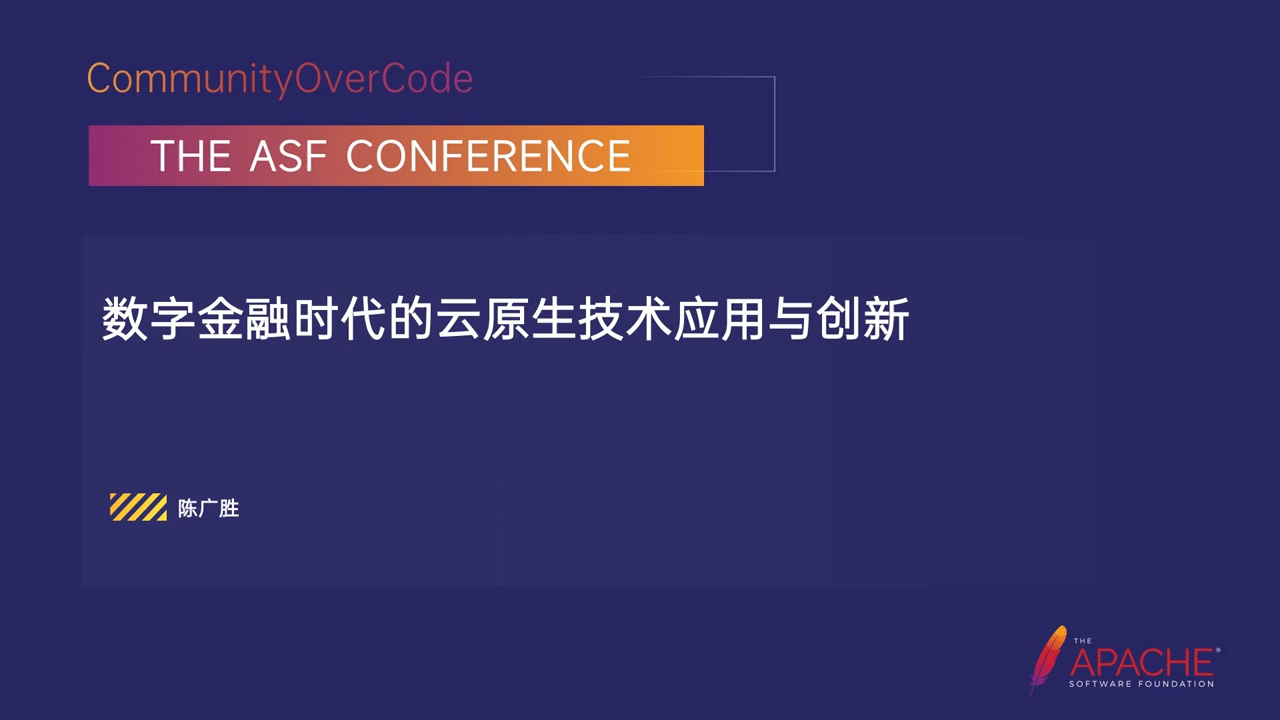 CommunityOverCode
THE ASF CONFERENCE
数字金融时代的云原生技术应用与创新
陈广胜
THE
APACHE®
SOFTWARE FOUNDATION